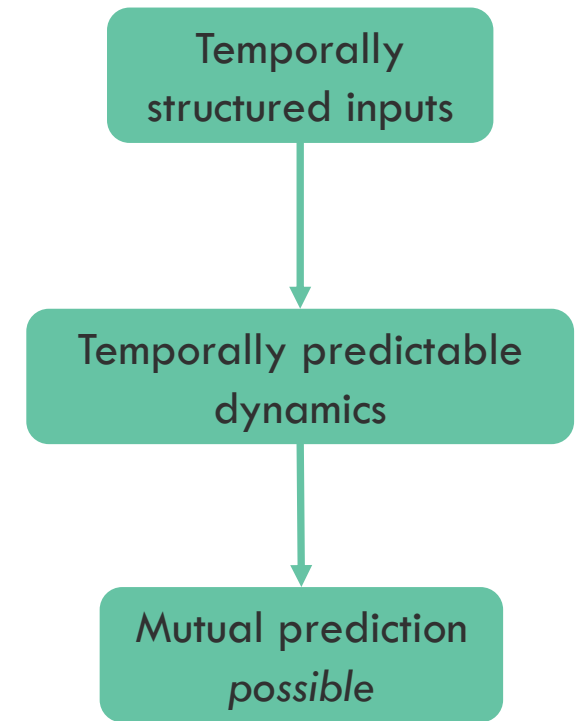 Temporally
structured inputs
Temporally predictable
dynamics
Mutual prediction
possible